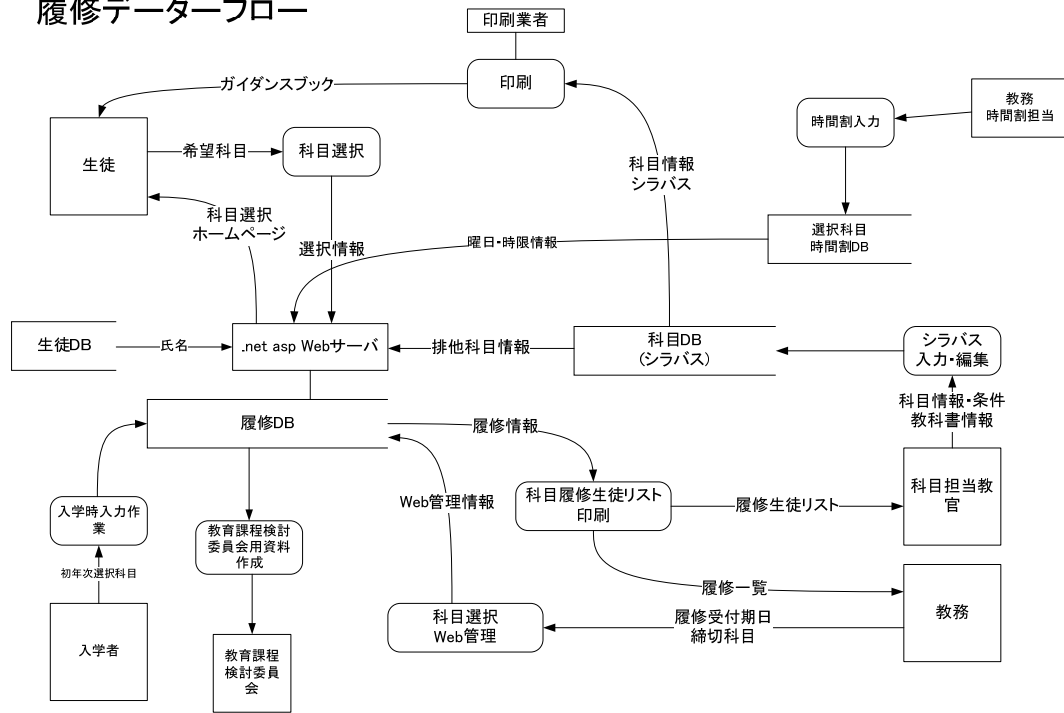 履修データーフロー
印刷業者
印刷
ガイダンスブック
教務
時間割担当
時間割入力
生徒
希望科目
科目選択
科目情報
シラバス
科目選択
ホームページ
選択情報
曜日・時限情報
選択科目
時間割DB
生徒DB
氏名
.net asp Webサーバ
排他科目情報
科目DB
(シラバス)
シラバス
入力・編集
科目情報・条件
教科書情報
履修DB
履修情報
Web管理情報
科目履修生徒リスト
印刷
履修生徒リスト
科目担当教
官
入学時入力作
業
教育課程検討
委員会用資料
作成
初年次選択科目
履修一覧
教務
入学者
科目選択
Web管理
履修受付期日
締切科目
教育課程
検討委員
会